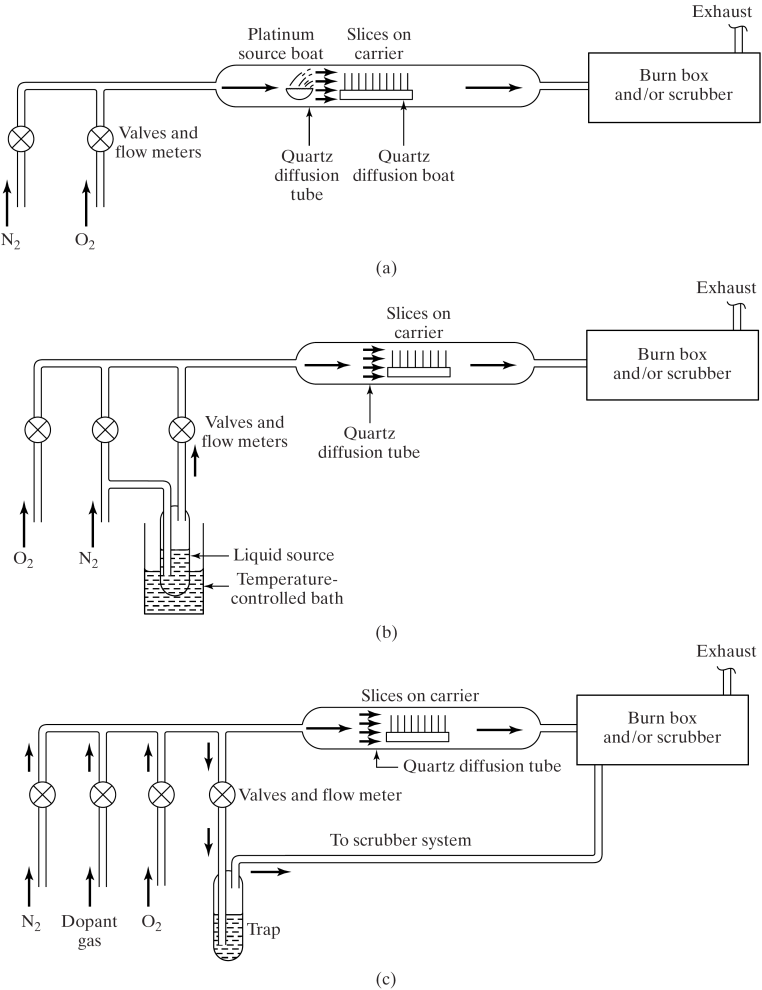 Exhaust
Platinum
source boat
Slices on
carrier
Burn box
and/or scrubber
Valves and
flow meters
Quartz
diffusion
tube
Quartz
diffusion boat
N2
O2
(a)
Exhaust
Slices on
carrier
Burn box
and/or scrubber
Valves and
flow meters
Quartz
diffusion tube
O2
N2
Liquid source
Temperature-
controlled bath
(b)
Exhaust
Slices on carrier
Burn box
and/or scrubber
Quartz diffusion tube
Valves and flow meter
To scrubber system
N2
Dopant
gas
O2
Trap
(c)